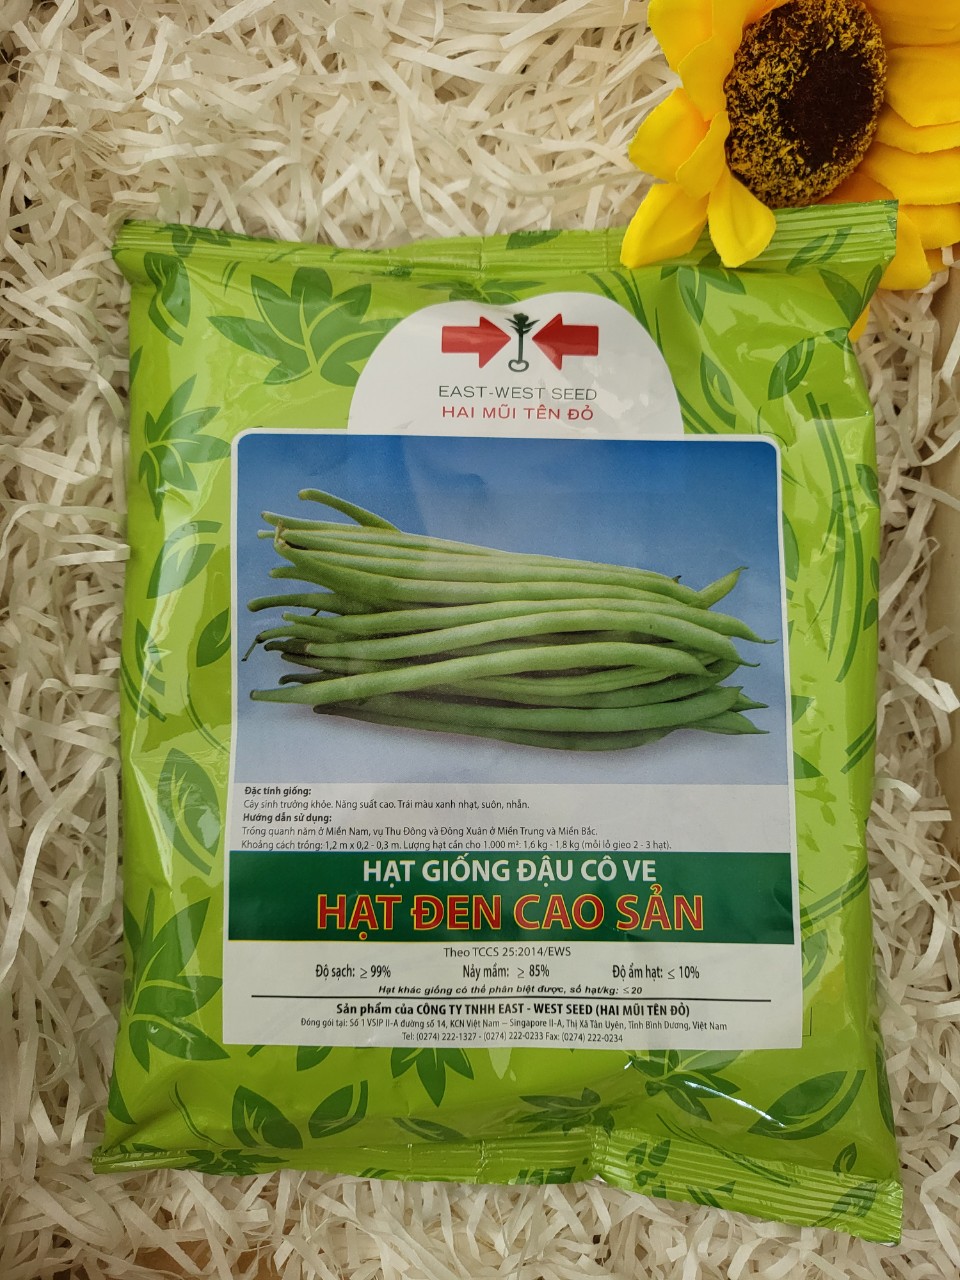 EAST-WEST SEED
HAI MŨI TÊN ĐỎ
Đặc tính giống:
Cây sinh trưởng khỏe. Năng suất cao. Trái màu xanh nhạt, suôn, nhẵn.
Hướng dẫn sử dụng:
Trồng quanh năm ở Miền Nam, vụ Thu Đông và Đông Xuân ở Miền Trung và Miền Bắc.
Khoảng cách trồng: 1,2 m x 0,2 - 0,3 m. Lượng hạt cần cho 1.000 m²: 1,6 kg - 1,8 kg (mỗi lỗ gieo 2 - 3 hạt).
HẠT GIỐNG ĐẬU CÔ VE
HẠT ĐEN CAO SẢN
Theo TCCS 25:2014/EWS
Độ sạch: ≥ 99% Nảy mầm: ≥ 85% Độ ẩm hạt: ≤ 10%
Hạt khác giống có thể phân biệt được, số hạt/kg: ≤ 20
Sản phẩm của CÔNG TY TNHH EAST - WEST SEED (HAI MŨI TÊN ĐỎ)
Đóng gói tại: Số 1 VSIP II-A đường số 14, KCN Việt Nam – Singapore II-A, Thị Xã Tân Uyên, Tỉnh Bình Dương, Việt Nam
Tel: (0274) 222-1327 - (0274) 222-0233 Fax: (0274) 222-0234